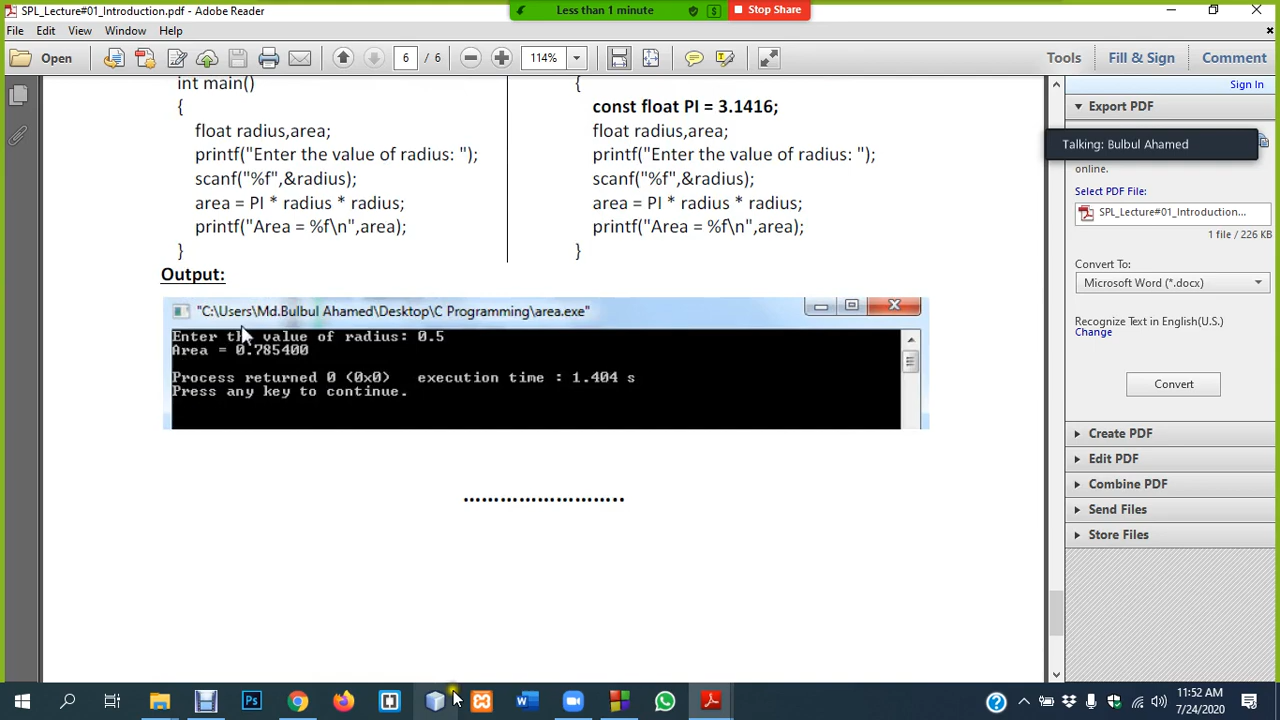 SPL_Lecture#01_Introduction.pdf - Adobe Reader
Less than 1 minute
Stop Share
File Edit View Window Help
Open
6 / 6
114%
Tools Fill & Sign Comment
Sign In
Export PDF
Talking: Bulbul Ahamed
online.
Select PDF File:
SPL_Lecture#01_Introduction...
1 file / 226 KB
Convert To:
Microsoft Word (*.docx)
Recognize Text in English(U.S.)
Change
Convert
Create PDF
Edit PDF
Combine PDF
Send Files
Store Files
int main()
{
float radius,area;
printf("Enter the value of radius: ");
scanf("%f",&radius);
area = PI * radius * radius;
printf("Area = %f\n",area);
}
{
const float PI = 3.1416;
float radius,area;
printf("Enter the value of radius: ");
scanf("%f",&radius);
area = PI * radius * radius;
printf("Area = %f\n",area);
}
Output:
"C:\Users\Md.Bulbul Ahamed\Desktop\C Programming\area.exe"
Enter the value of radius: 0.5
Area = 0.785400
Process returned 0 (0x0)   execution time : 1.404 s
Press any key to continue.
……………………..
11:52 AM
7/24/2020